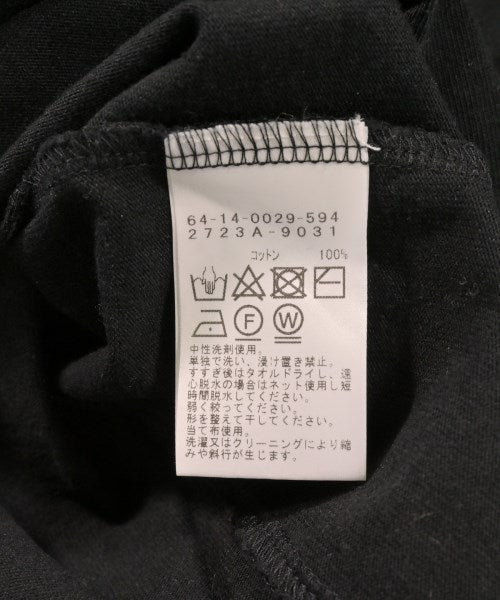 64-14-0029-594
2723A-9031
コットン 100%
F W
中性洗剤使用。
単独で洗い、浸け置き禁止。
すすぎ後はタオルドライし、遠
心脱水の場合はネット使用し短
時間脱水してください。
弱く絞ってください。
形を整えて干してください。
当て布使用。
洗濯又はクリーニングにより縮
みや斜行が生じます。